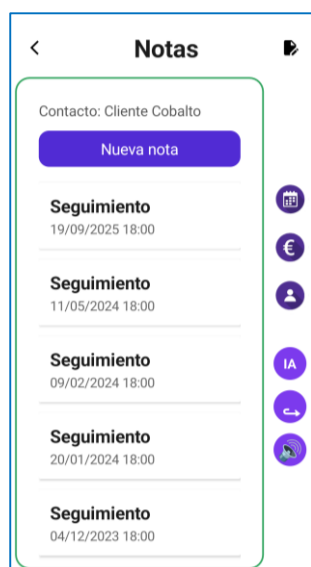 Notas
Contacto: Cliente Cobalto
Nueva nota
Seguimiento
19/09/2025 18:00
€
Seguimiento
11/05/2024 18:00
Seguimiento
09/02/2024 18:00
IA
Seguimiento
20/01/2024 18:00
Seguimiento
04/12/2023 18:00